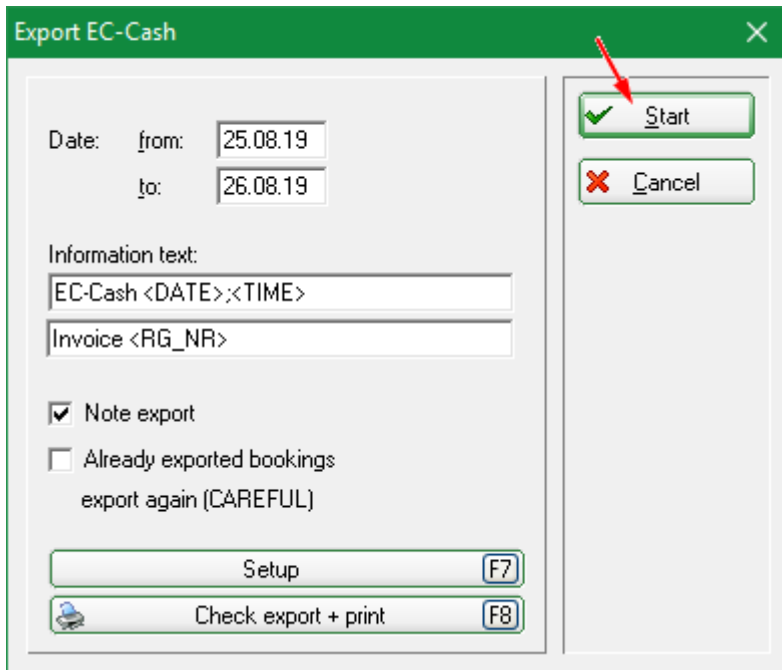 Export EC-Cash
Date: from: 25.08.19
to: 26.08.19
Information text:
EC-Cash <DATE>;<TIME>
Invoice <RG_NR>
Note export
Already exported bookings
export again (CAREFUL)
Setup F7
Check export + print F8
Start
Cancel